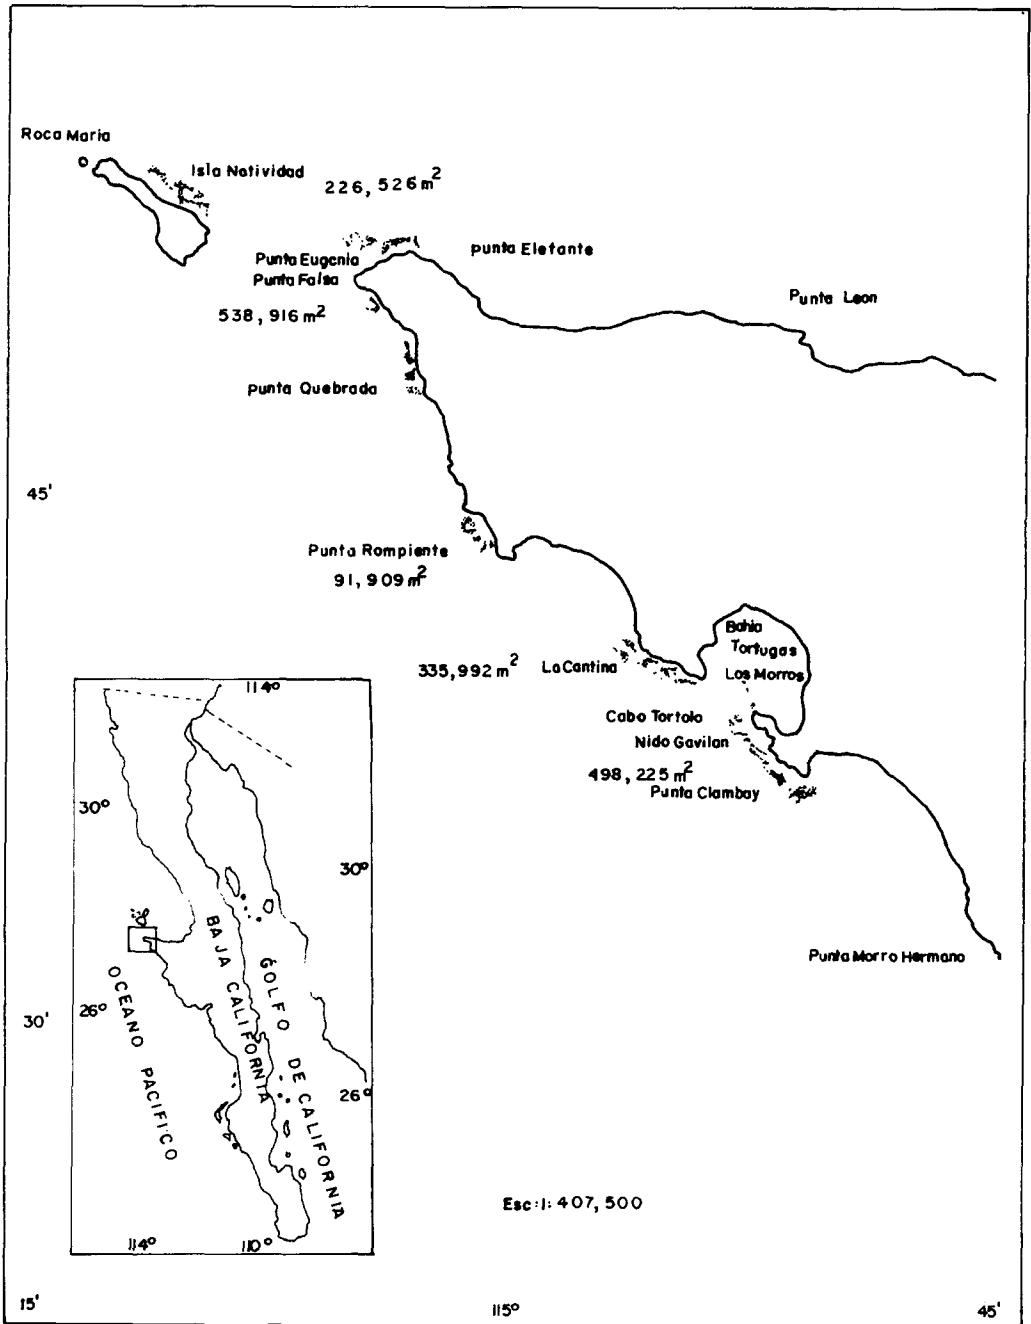 Roca Maria
Isla Natividad
226, 526 m²
Punta Eugenia
Punta Falsa
Punta Elefante
Punta Leon
538, 916 m²
Punta Quebrada
45'
Punta Rompiente
91, 909 m²
Bahia
Tortugas
Los Morros
335,992 m²
La Cantina
Cabo Tortolo
Nido Gavilan
498, 225 m²
Punta Clambay
Punta Morro Hermano
114°
30°
30°
BAJA CALIFORNIA
GOLFO DE CALIFORNIA
OCEANO PACIFICO
26°
26°
114°
110°
30'
Esc: 1: 407, 500
15'
115°
45'